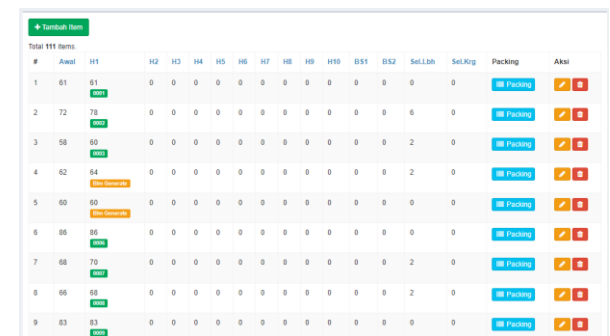 + Tambah Item
Total 111 items.
# Awal H1 H2 H3 H4 H5 H6 H7 H8 H9 H10 BS1 BS2 Sel.Lbh Sel.Krg Packing Aksi
1 61 61 0 0 0 0 0 0 0 0 0 0 0 0 0 Packing
0001
2 72 78 0 0 0 0 0 0 0 0 0 0 0 6 0 Packing
0002
3 58 60 0 0 0 0 0 0 0 0 0 0 0 2 0 Packing
0003
4 62 64 0 0 0 0 0 0 0 0 0 0 0 2 0 Packing
Blm Generate
5 60 60 0 0 0 0 0 0 0 0 0 0 0 0 0 Packing
Blm Generate
6 86 86 0 0 0 0 0 0 0 0 0 0 0 0 0 Packing
0006
7 68 70 0 0 0 0 0 0 0 0 0 0 0 2 0 Packing
0007
8 66 68 0 0 0 0 0 0 0 0 0 0 0 2 0 Packing
0008
9 83 83 0 0 0 0 0 0 0 0 0 0 0 0 0 Packing
0009